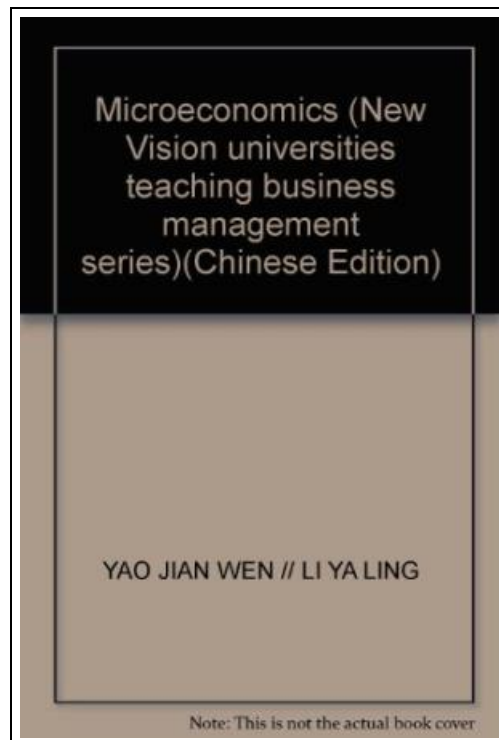 Microeconomics (New
Vision universities
teaching business
management
series)(Chinese Edition)
YAO JIAN WEN // LI YA LING
Note: This is not the actual book cover